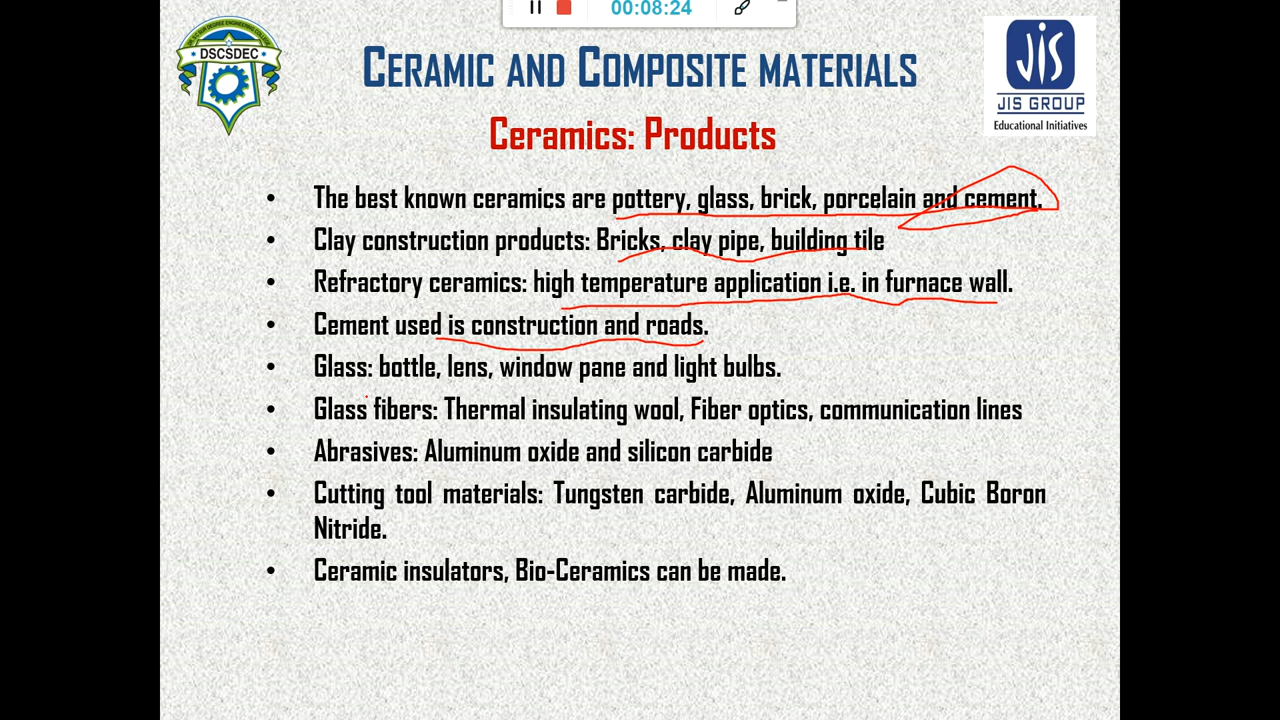 00:08:24
DSCSDEC
CERAMIC AND COMPOSITE MATERIALS
JIS
JIS GROUP
Educational Initiatives
Ceramics: Products
• The best known ceramics are pottery, glass, brick, porcelain and cement.
• Clay construction products: Bricks, clay pipe, building tile
• Refractory ceramics: high temperature application i.e. in furnace wall.
• Cement used is construction and roads.
• Glass: bottle, lens, window pane and light bulbs.
• Glass fibers: Thermal insulating wool, Fiber optics, communication lines
• Abrasives: Aluminum oxide and silicon carbide
• Cutting tool materials: Tungsten carbide, Aluminum oxide, Cubic Boron
Nitride.
• Ceramic insulators, Bio-Ceramics can be made.